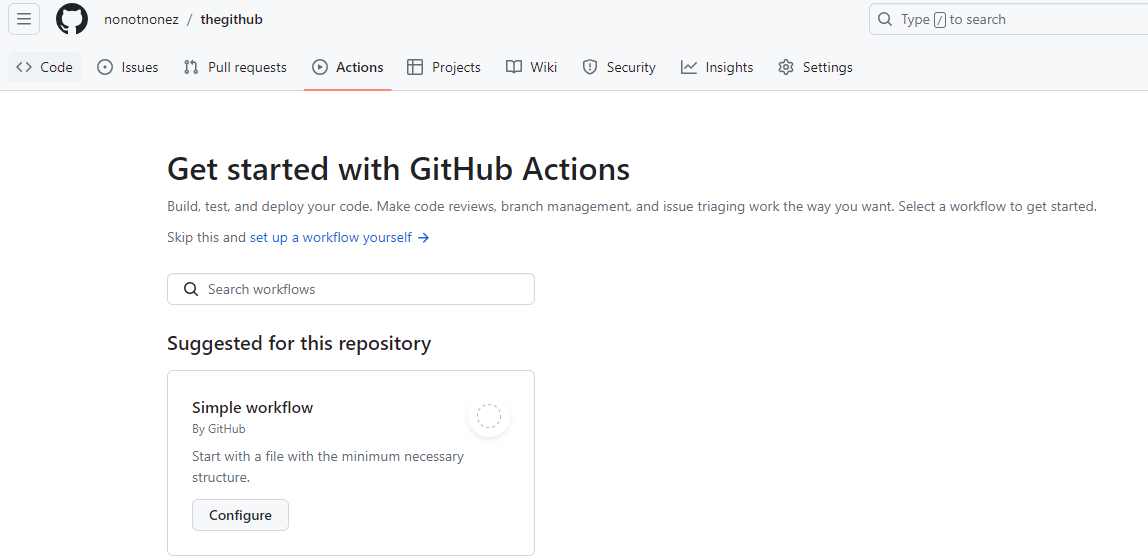 nonotnonez / thegithub
Type / to search
Code Issues Pull requests Actions Projects Wiki Security Insights Settings
Get started with GitHub Actions
Build, test, and deploy your code. Make code reviews, branch management, and issue triaging work the way you want. Select a workflow to get started.
Skip this and set up a workflow yourself →
Search workflows
Suggested for this repository
Simple workflow
By GitHub
Start with a file with the minimum necessary
structure.
Configure